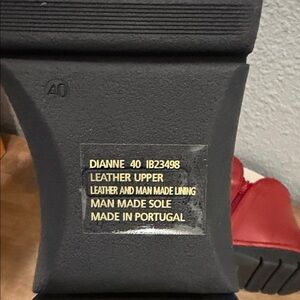 40
DIANNE 40 IB23498
LEATHER UPPER
LEATHER AND MAN MADE LINING
MAN MADE SOLE
MADE IN PORTUGAL